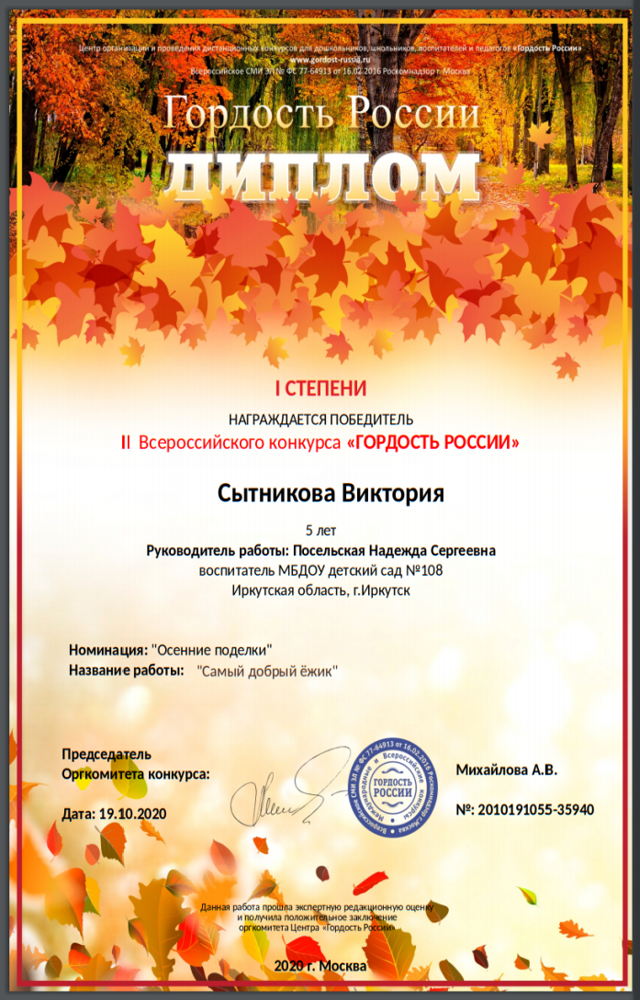 Центр организации и проведения дистанционных конкурсов для дошкольников, школьников, воспитателей и педагогов «Гордость России»
www.gordost-russia.ru
Всероссийское СМИ ЭЛ № ФС 77-64913 от 16.02.2016 Роскомнадзор г. Москва
Гордость России
ДИПЛОМ
I СТЕПЕНИ
НАГРАЖДАЕТСЯ ПОБЕДИТЕЛЬ
II Всероссийского конкурса «ГОРДОСТЬ РОССИИ»
Сытникова Виктория
5 лет
Руководитель работы: Посельская Надежда Сергеевна
воспитатель МБДОУ детский сад №108
Иркутская область, г.Иркутск
Номинация: "Осенние поделки"
Название работы: "Самый добрый ёжик"
Председатель
Оргкомитета конкурса:
Всероссийское СМИ ЭЛ № ФС 77-64913 от 16.02.2016 Роскомнадзор г.Москва
Международные и Всероссийские конкурсы
ГОРДОСТЬ
РОССИИ
Михайлова А.В.
Дата: 19.10.2020
№: 2010191055-35940
Данная работа прошла экспертную редакционную оценку
и получила положительное заключение
оргкомитета Центра «Гордость России»
2020 г. Москва